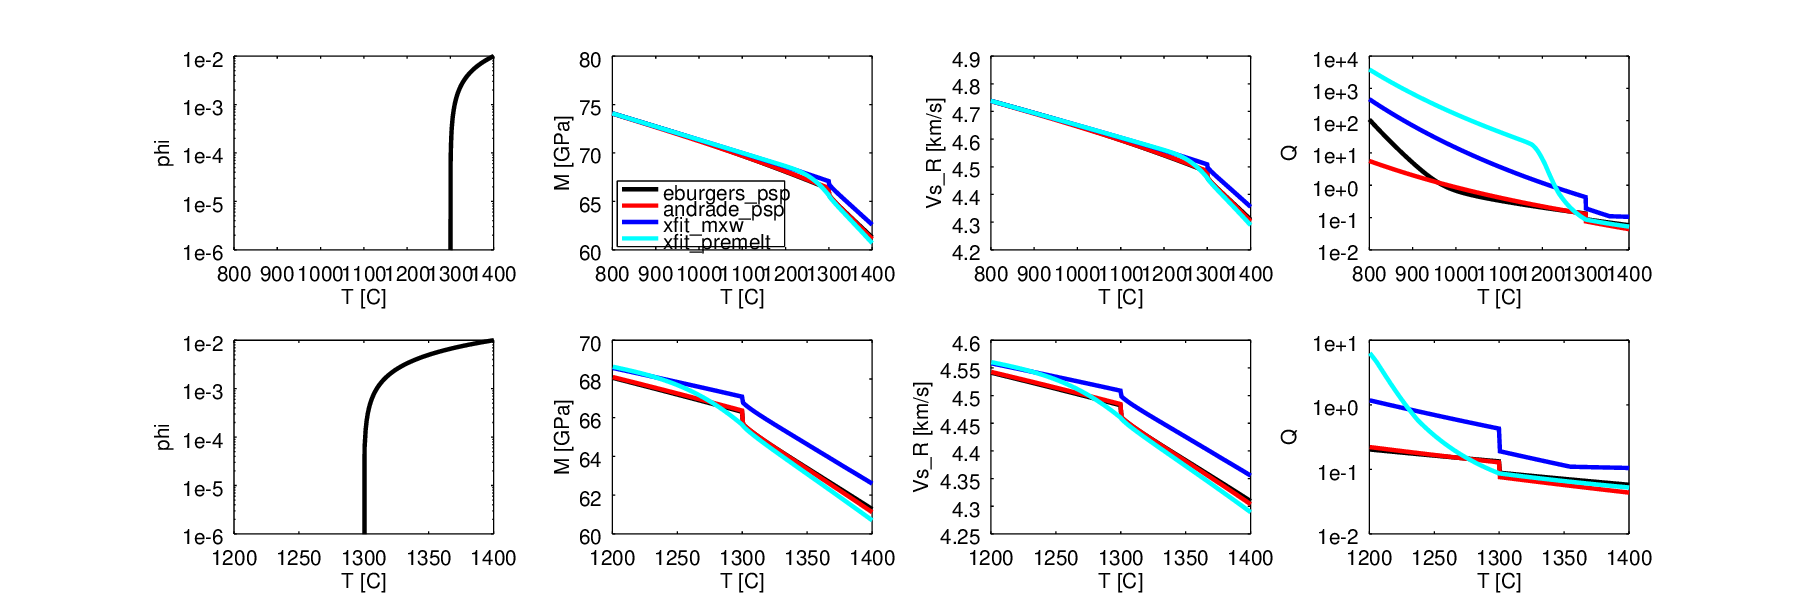 1e-2
1e-3
1e-4
1e-5
1e-6
phi
800 900 1000 1100 1200 1300 1400
T [C]
80
75
70
65
60
M [GPa]
eburgers_psp
andrade_psp
xfit_mxw
xfit_premelt
800 900 1000 1100 1200 1300 1400
T [C]
4.9
4.8
4.7
4.6
4.5
4.4
4.3
4.2
Vs_R [km/s]
800 900 1000 1100 1200 1300 1400
T [C]
1e+4
1e+3
1e+2
1e+1
1e+0
1e-1
1e-2
Q
800 900 1000 1100 1200 1300 1400
T [C]
1e-2
1e-3
1e-4
1e-5
1e-6
phi
1200 1250 1300 1350 1400
T [C]
70
68
66
64
62
60
M [GPa]
1200 1250 1300 1350 1400
T [C]
4.6
4.55
4.5
4.45
4.4
4.35
4.3
4.25
Vs_R [km/s]
1200 1250 1300 1350 1400
T [C]
1e+1
1e+0
1e-1
1e-2
Q
1200 1250 1300 1350 1400
T [C]